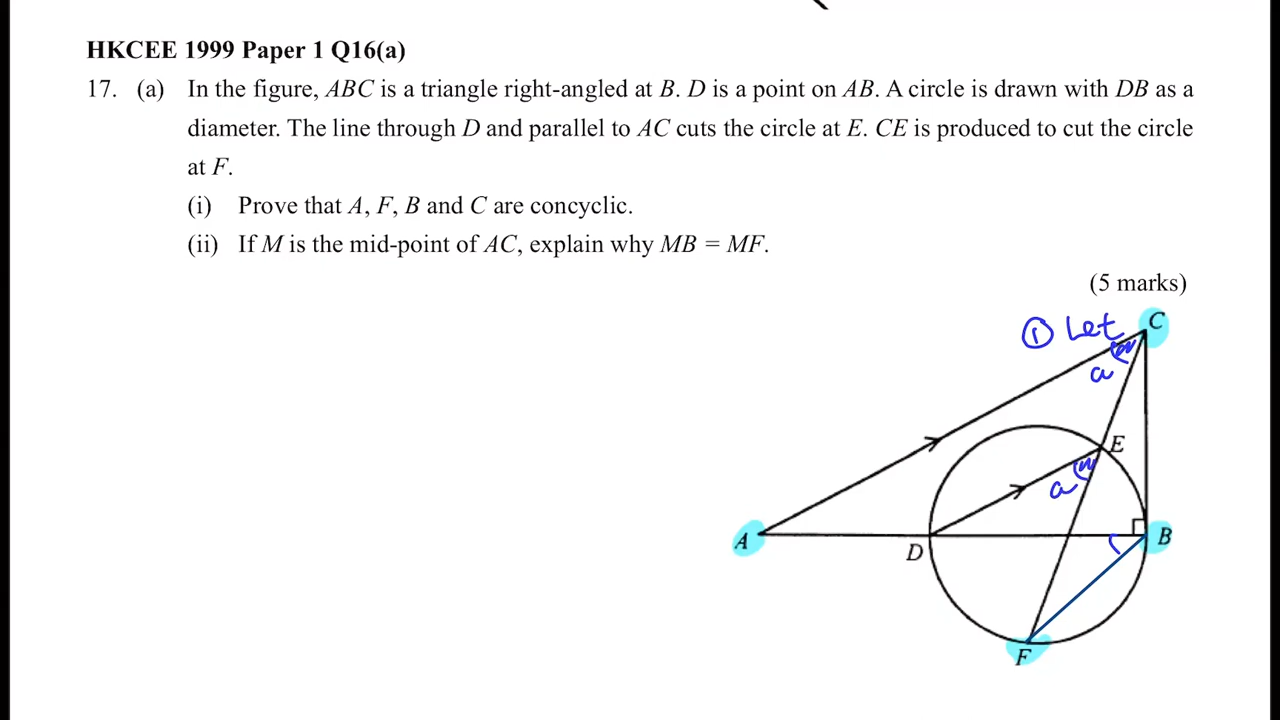 HKCEE 1999 Paper 1 Q16(a)
17. (a) In the figure, ABC is a triangle right-angled at B. D is a point on AB. A circle is drawn with DB as a
diameter. The line through D and parallel to AC cuts the circle at E. CE is produced to cut the circle
at F.
(i) Prove that A, F, B and C are concyclic.
(ii) If M is the mid-point of AC, explain why MB = MF.
(5 marks)
① Let
C
a
E
a
A
D
B
F